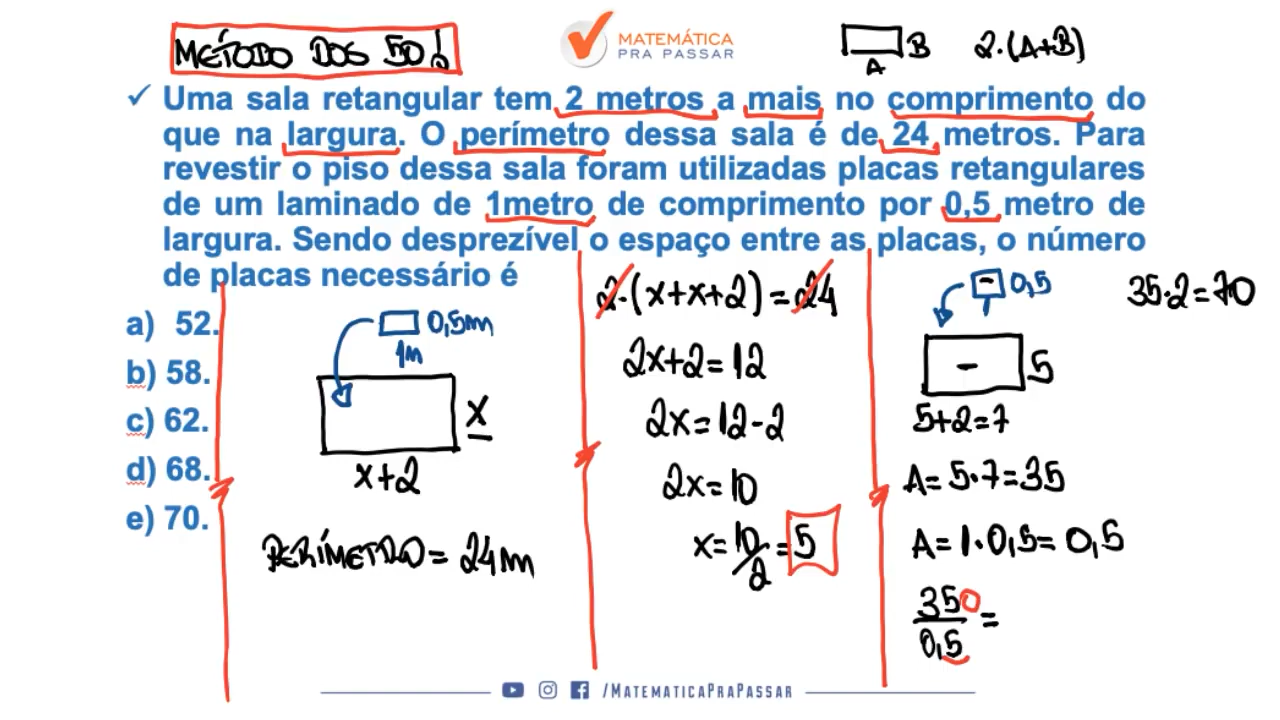 MÉTODO DOS 50!
MATEMÁTICA
PRA PASSAR
B
A
2.(A+B)
✓ Uma sala retangular tem 2 metros a mais no comprimento do
que na largura. O perímetro dessa sala é de 24 metros. Para
revestir o piso dessa sala foram utilizadas placas retangulares
de um laminado de 1metro de comprimento por 0,5 metro de
largura. Sendo desprezível o espaço entre as placas, o número
de placas necessário é
a) 52.
b) 58.
c) 62.
d) 68.
e) 70.
0,5m
1m
x
x+2
PERÍMETRO = 24m
2.(x+x+2)=24
2x+2=12
2x=12-2
2x=10
x=10/2=5
0,5
1
5
5+2=7
A=5.7=35
A=1.0,5=0,5
350
0,5 =
35.2=70
/MATEMATICAPRAPASSAR